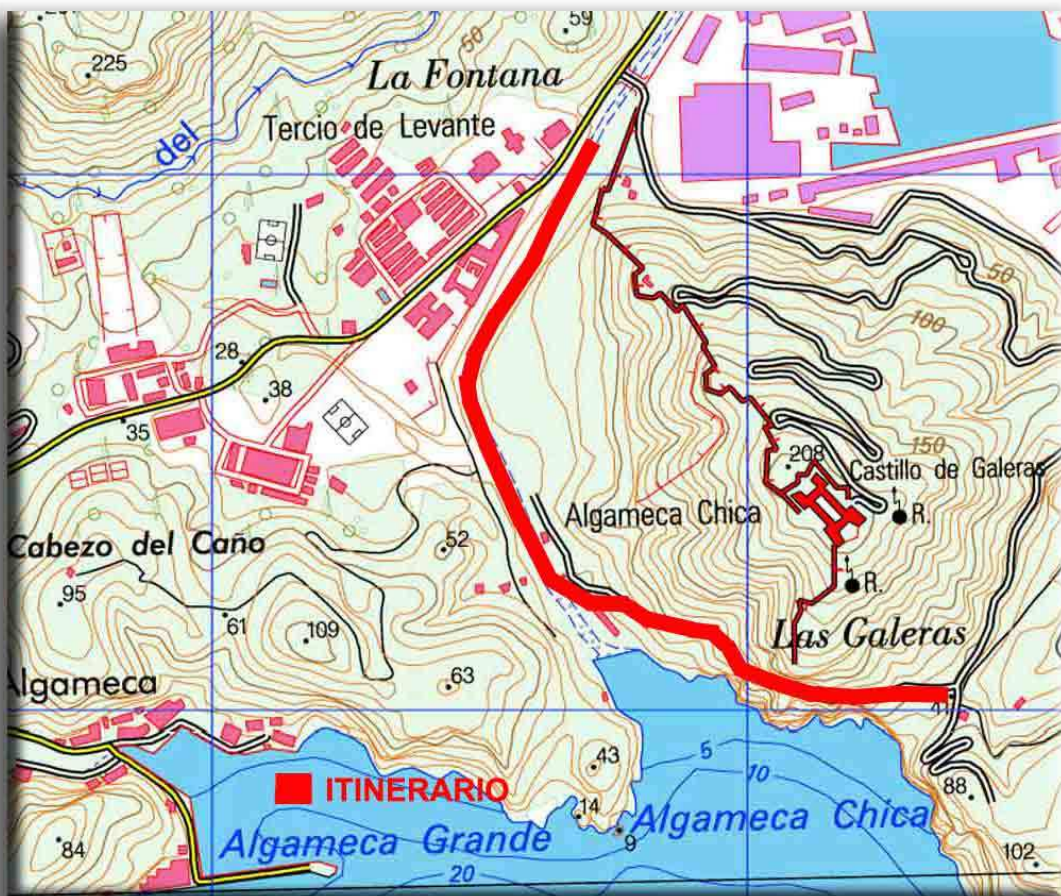 225
59
50
La Fontana
Tercio de Levante
del
50
100
28
38
35
150
208
Castillo de Galeras
R.
Algameca Chica
52
Cabezo del Caño
R.
95
61
109
Las Galeras
63
Algameca
41
43
5
10
88
ITINERARIO
14
9
Algameca Chica
Algameca Grande
84
20
102